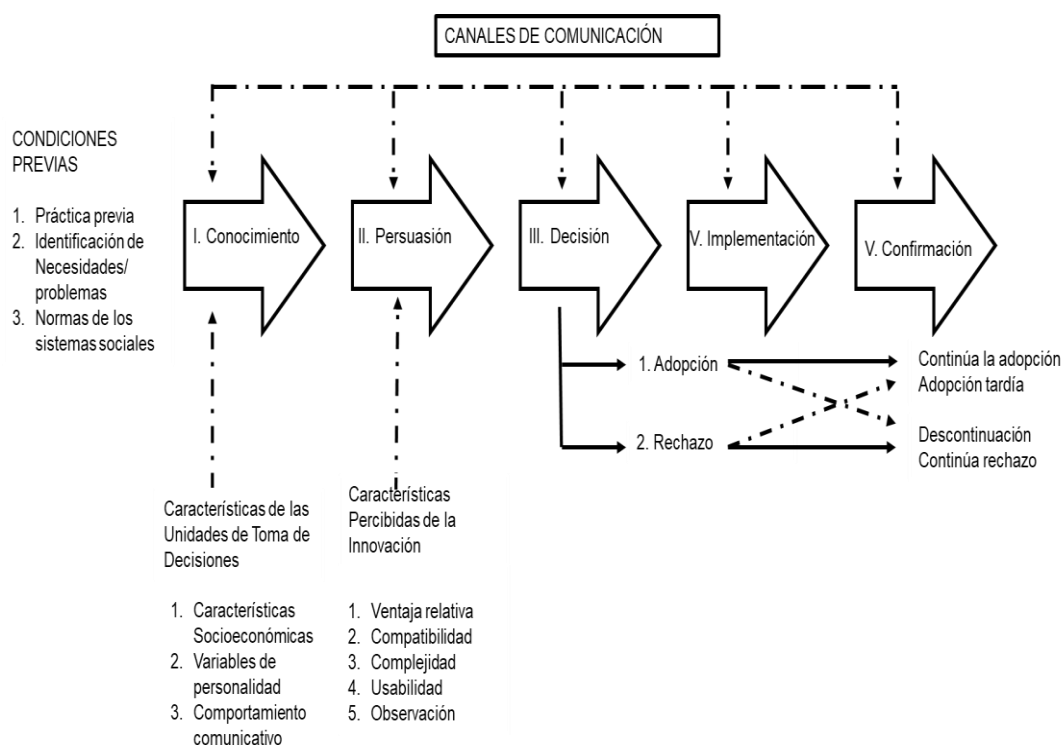 CANALES DE COMUNICACIÓN
CONDICIONES
PREVIAS
1. Práctica previa
2. Identificación de
Necesidades/
problemas
3. Normas de los
sistemas sociales
I. Conocimiento
II. Persuasión
III. Decisión
V. Implementación
V. Confirmación
1. Adopción
2. Rechazo
Continúa la adopción
Adopción tardía
Descontinuación
Continúa rechazo
Características de las
Unidades de Toma de
Decisiones
1. Características
Socioeconómicas
2. Variables de
personalidad
3. Comportamiento
comunicativo
Características
Percibidas de la
Innovación
1. Ventaja relativa
2. Compatibilidad
3. Complejidad
4. Usabilidad
5. Observación